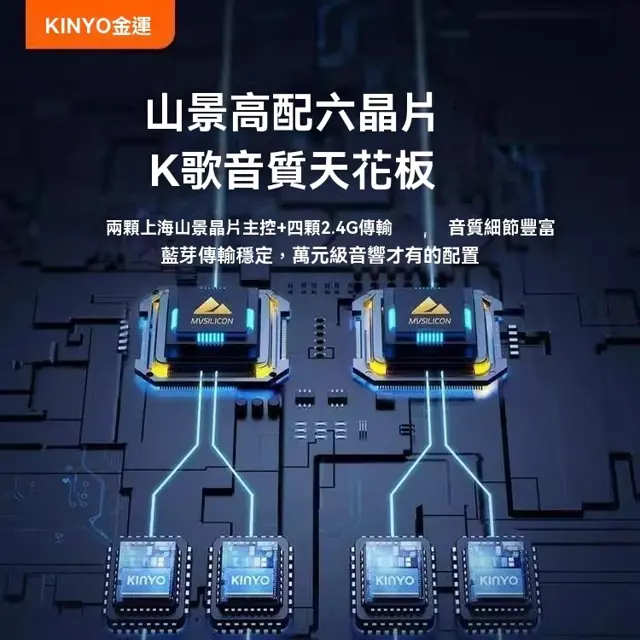 KINYO金運
山景高配六晶片
K歌音質天花板
兩顆上海山景晶片主控+四顆2.4G傳輸 , 音質細節豐富
藍芽傳輸穩定，萬元級音響才有的配置
MVSILICON MVSILICON
KINYO KINYO KINYO KINYO